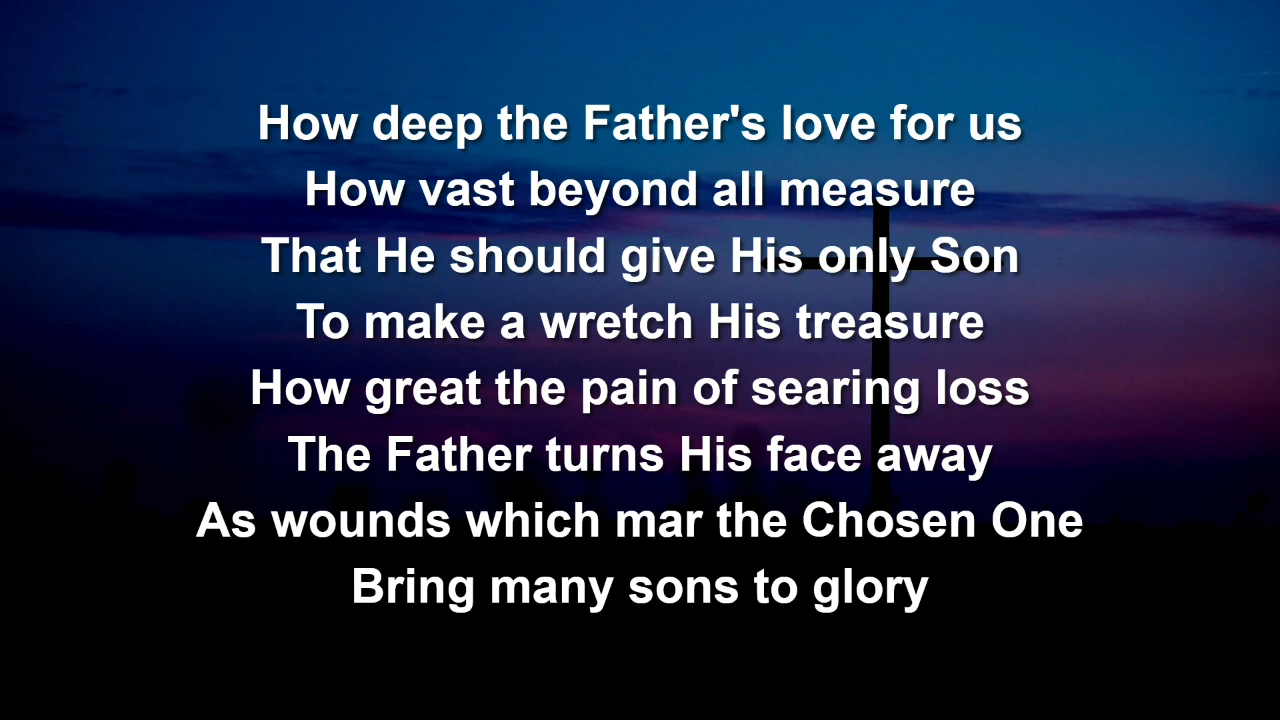 How deep the Father's love for us
How vast beyond all measure
That He should give His only Son
To make a wretch His treasure
How great the pain of searing loss
The Father turns His face away
As wounds which mar the Chosen One
Bring many sons to glory